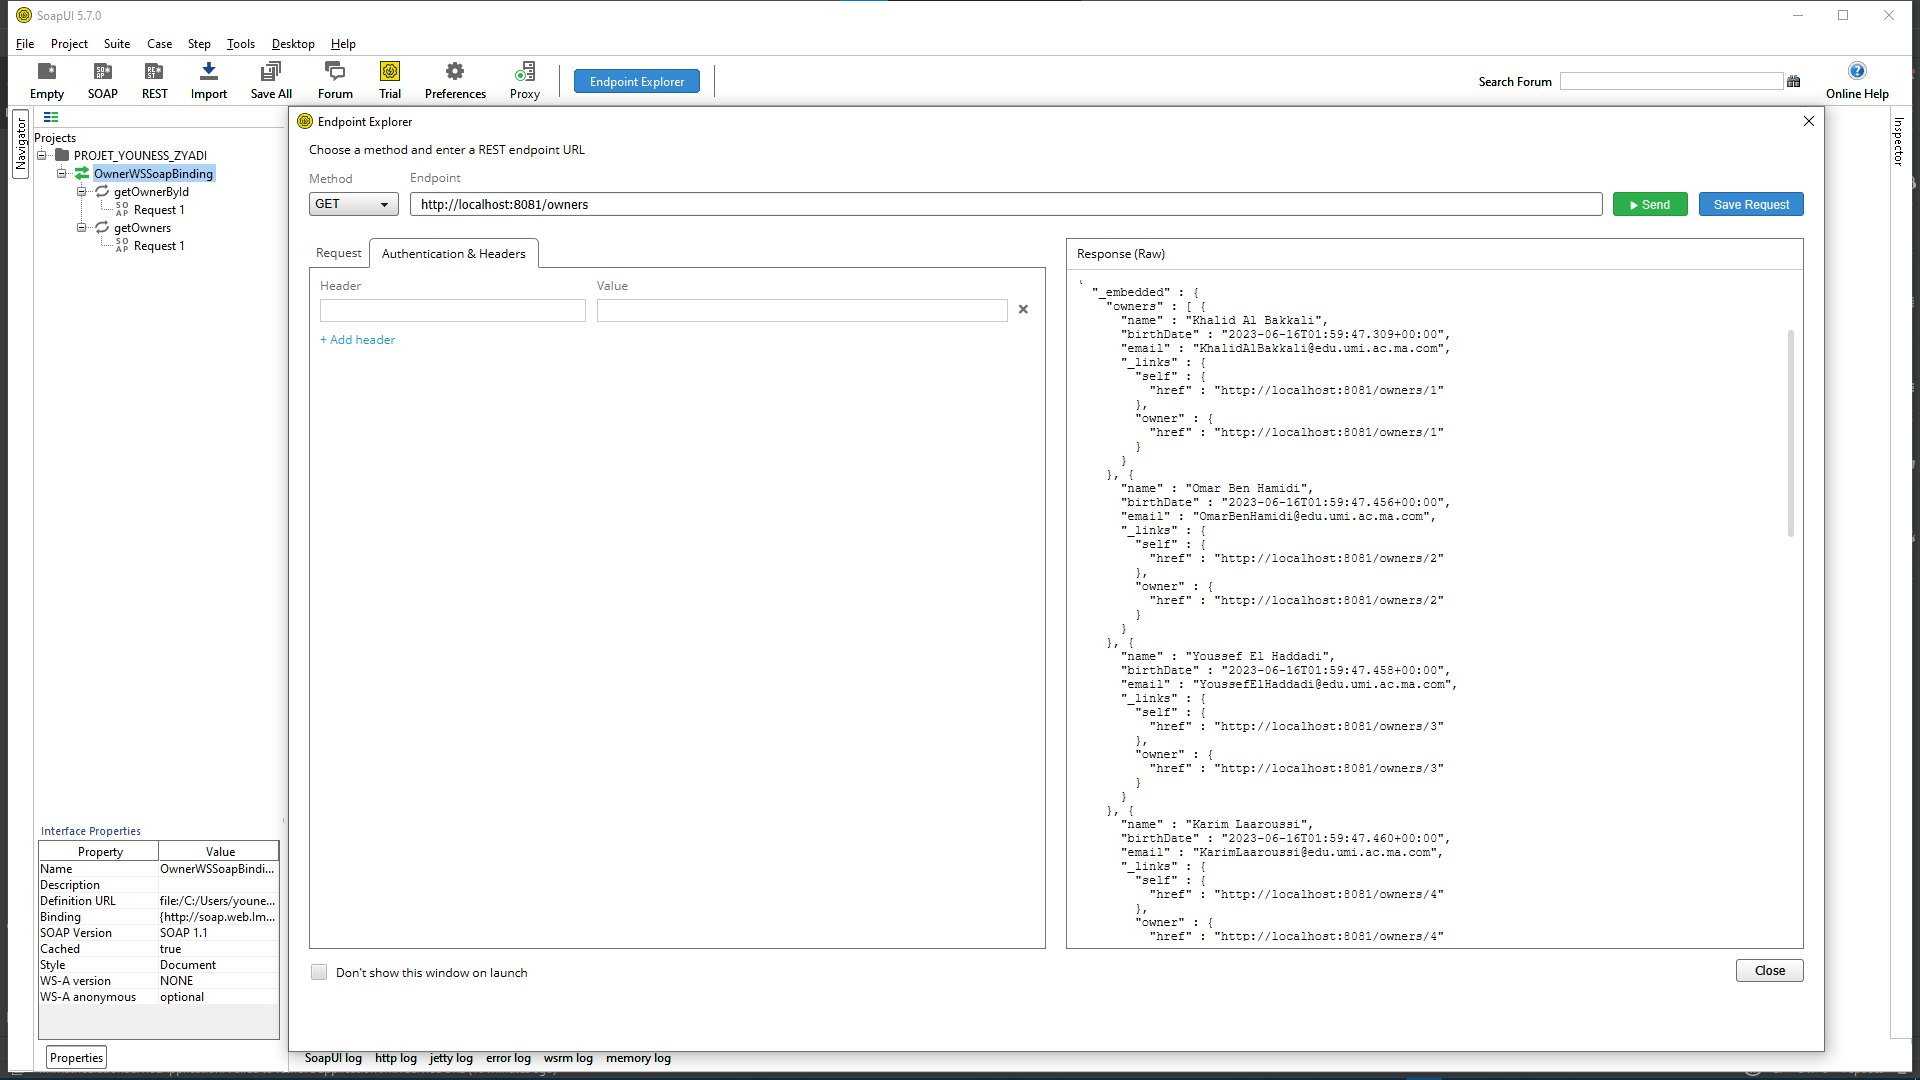 SoapUI 5.7.0
File Project Suite Case Step Tools Desktop Help
Empty SOAP REST Import Save All Forum Trial Preferences Proxy Endpoint Explorer Search Forum Online Help
Navigator
Inspector
Projects
PROJET_YOUNESS_ZYADI
OwnerWSSoapBinding
getOwnerById
SOAP Request 1
getOwners
SOAP Request 1
Interface Properties
Property Value
Name OwnerWSSoapBindi...
Description
Definition URL file:/C:/Users/youne...
Binding {http://soap.web.lm...
SOAP Version SOAP 1.1
Cached true
Style Document
WS-A version NONE
WS-A anonymous optional
Properties
Endpoint Explorer
Choose a method and enter a REST endpoint URL
Method Endpoint
GET http://localhost:8081/owners Send Save Request
Request Authentication & Headers
Header Value
+ Add header
Response (Raw)
{
"_embedded" : {
"owners" : [ {
"name" : "Khalid Al Bakkali",
"birthDate" : "2023-06-16T01:59:47.309+00:00",
"email" : "KhalidAlBakkali@edu.umi.ac.ma.com",
"_links" : {
"self" : {
"href" : "http://localhost:8081/owners/1"
},
"owner" : {
"href" : "http://localhost:8081/owners/1"
}
}
}, {
"name" : "Omar Ben Hamidi",
"birthDate" : "2023-06-16T01:59:47.456+00:00",
"email" : "OmarBenHamidi@edu.umi.ac.ma.com",
"_links" : {
"self" : {
"href" : "http://localhost:8081/owners/2"
},
"owner" : {
"href" : "http://localhost:8081/owners/2"
}
}
}, {
"name" : "Youssef El Haddadi",
"birthDate" : "2023-06-16T01:59:47.458+00:00",
"email" : "YoussefElHaddadi@edu.umi.ac.ma.com",
"_links" : {
"self" : {
"href" : "http://localhost:8081/owners/3"
},
"owner" : {
"href" : "http://localhost:8081/owners/3"
}
}
}, {
"name" : "Karim Laaroussi",
"birthDate" : "2023-06-16T01:59:47.460+00:00",
"email" : "KarimLaaroussi@edu.umi.ac.ma.com",
"_links" : {
"self" : {
"href" : "http://localhost:8081/owners/4"
},
"owner" : {
"href" : "http://localhost:8081/owners/4"
Don't show this window on launch
Close
SoapUI log http log jetty log error log wsrm log memory log